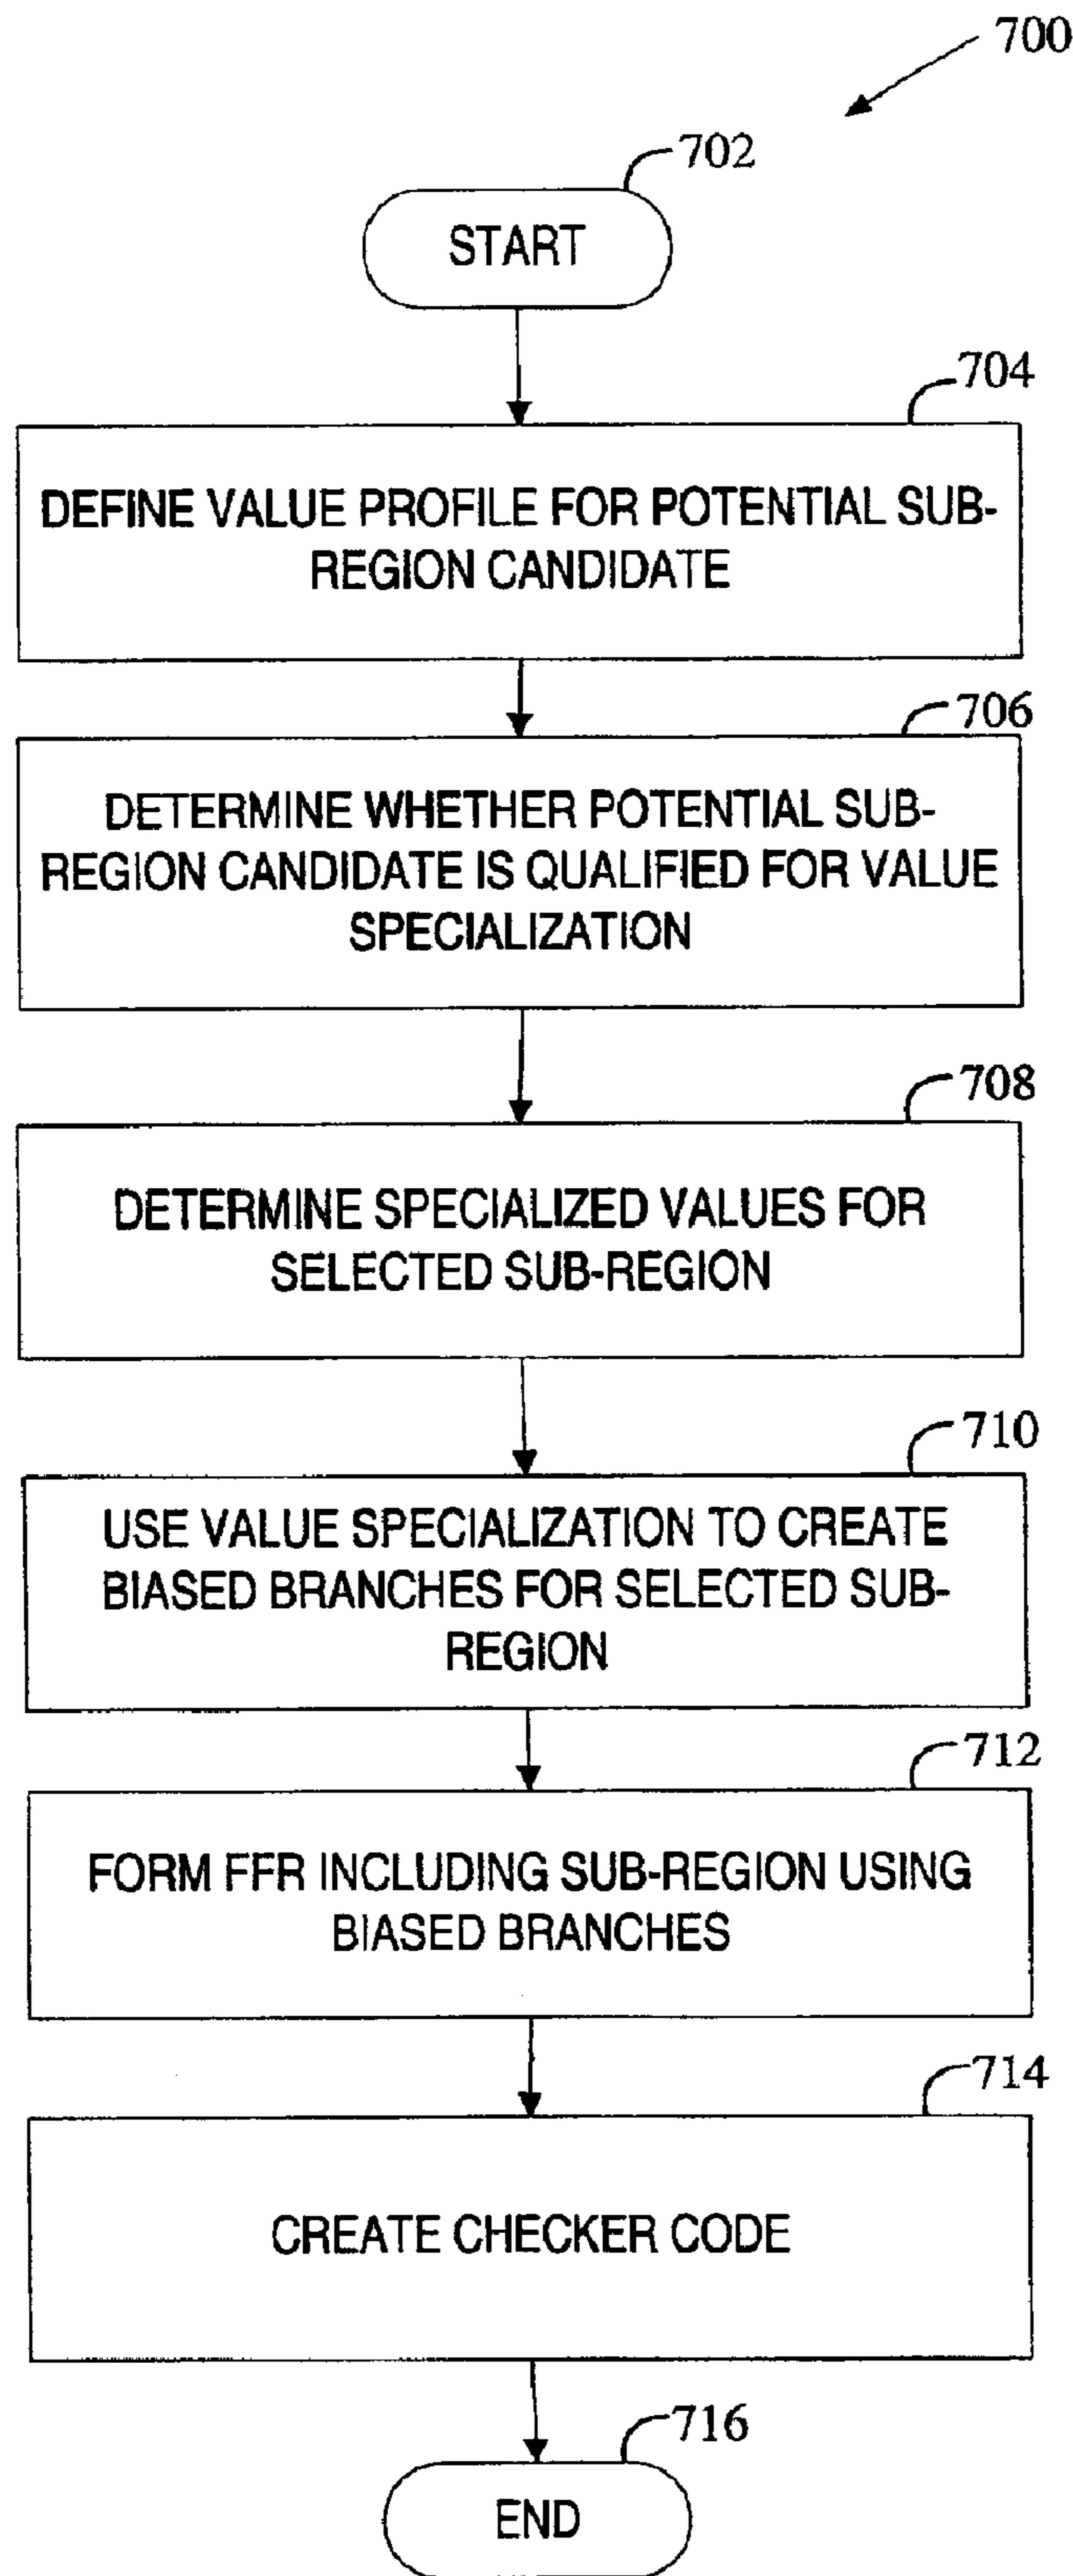 700
702
START
704
DEFINE VALUE PROFILE FOR POTENTIAL SUB-
REGION CANDIDATE
706
DETERMINE WHETHER POTENTIAL SUB-
REGION CANDIDATE IS QUALIFIED FOR VALUE
SPECIALIZATION
708
DETERMINE SPECIALIZED VALUES FOR
SELECTED SUB-REGION
710
USE VALUE SPECIALIZATION TO CREATE
BIASED BRANCHES FOR SELECTED SUB-
REGION
712
FORM FFR INCLUDING SUB-REGION USING
BIASED BRANCHES
714
CREATE CHECKER CODE
716
END